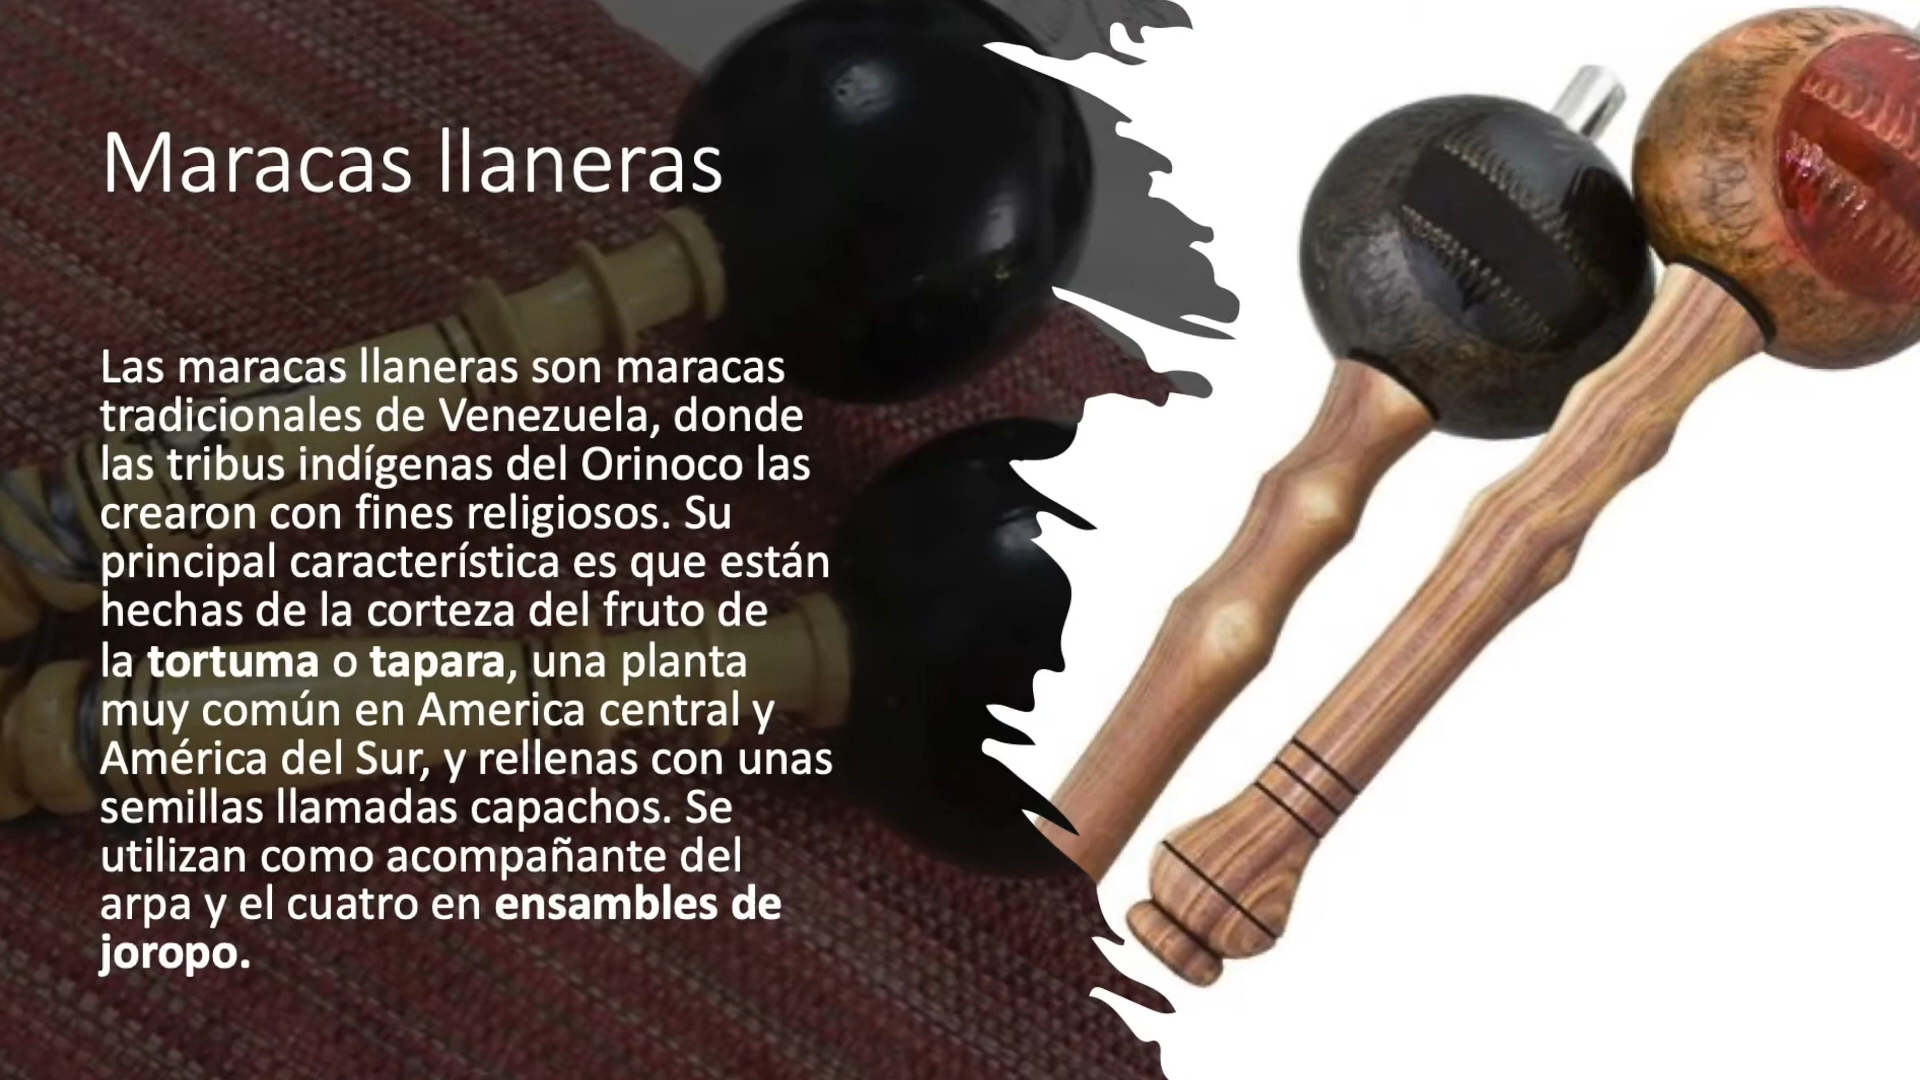 Maracas llaneras
Las maracas llaneras son maracas
tradicionales de Venezuela, donde
las tribus indígenas del Orinoco las
crearon con fines religiosos. Su
principal característica es que están
hechas de la corteza del fruto de
la tortuma o tapara, una planta
muy común en America central y
América del Sur, y rellenas con unas
semillas llamadas capachos. Se
utilizan como acompañante del
arpa y el cuatro en ensambles de
joropo.